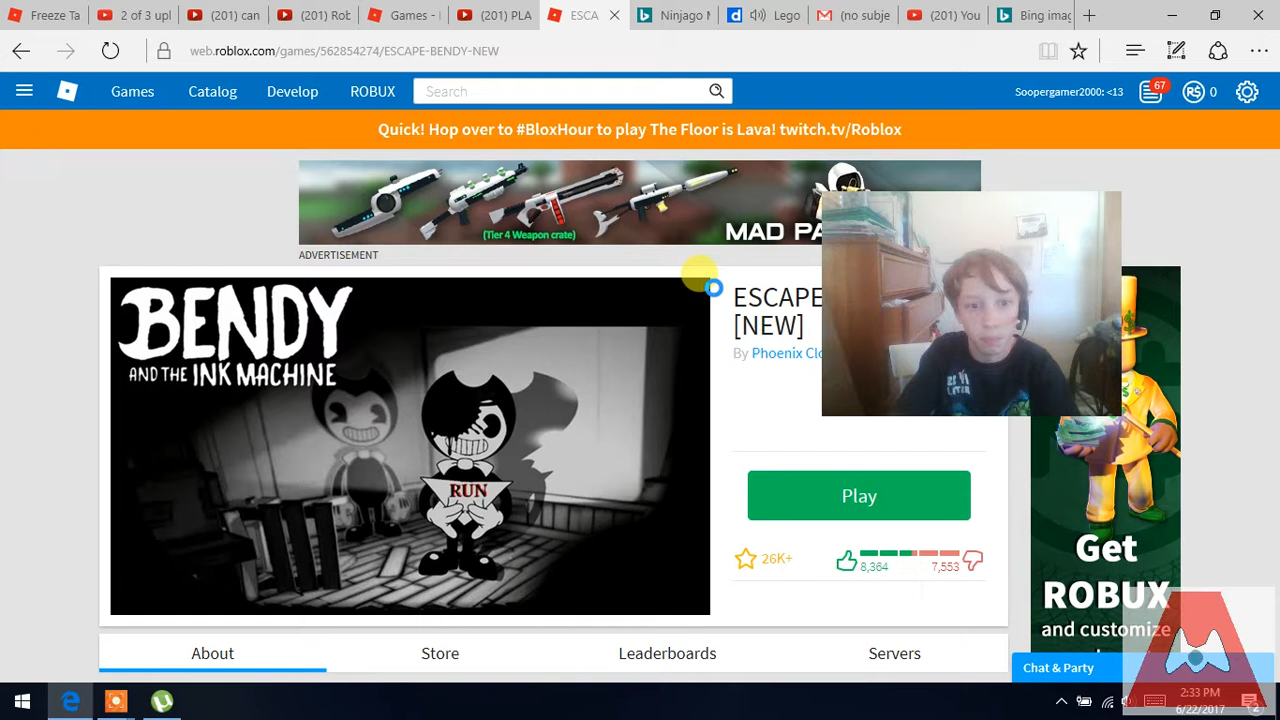 Freeze Ta
2 of 3 upl
(201) can
(201) Rob
Games -
(201) PLA
ESCA
Ninjago M
Lego
(no subje
(201) You
Bing imag
web.roblox.com/games/562854274/ESCAPE-BENDY-NEW
Games
Catalog
Develop
ROBUX
Search
Soopergamer2000: <13
67
R$ 0
Quick! Hop over to #BloxHour to play The Floor is Lava! twitch.tv/Roblox
(Tier 4 Weapon crate)
MAD PA
ADVERTISEMENT
BENDY
AND THE INK MACHINE
RUN
ESCAPE
[NEW]
By Phoenix Clo
Play
26K+
8,364
7,553
Get
ROBUX
and customize
About
Store
Leaderboards
Servers
Chat & Party
2:33 PM
6/22/2017
2